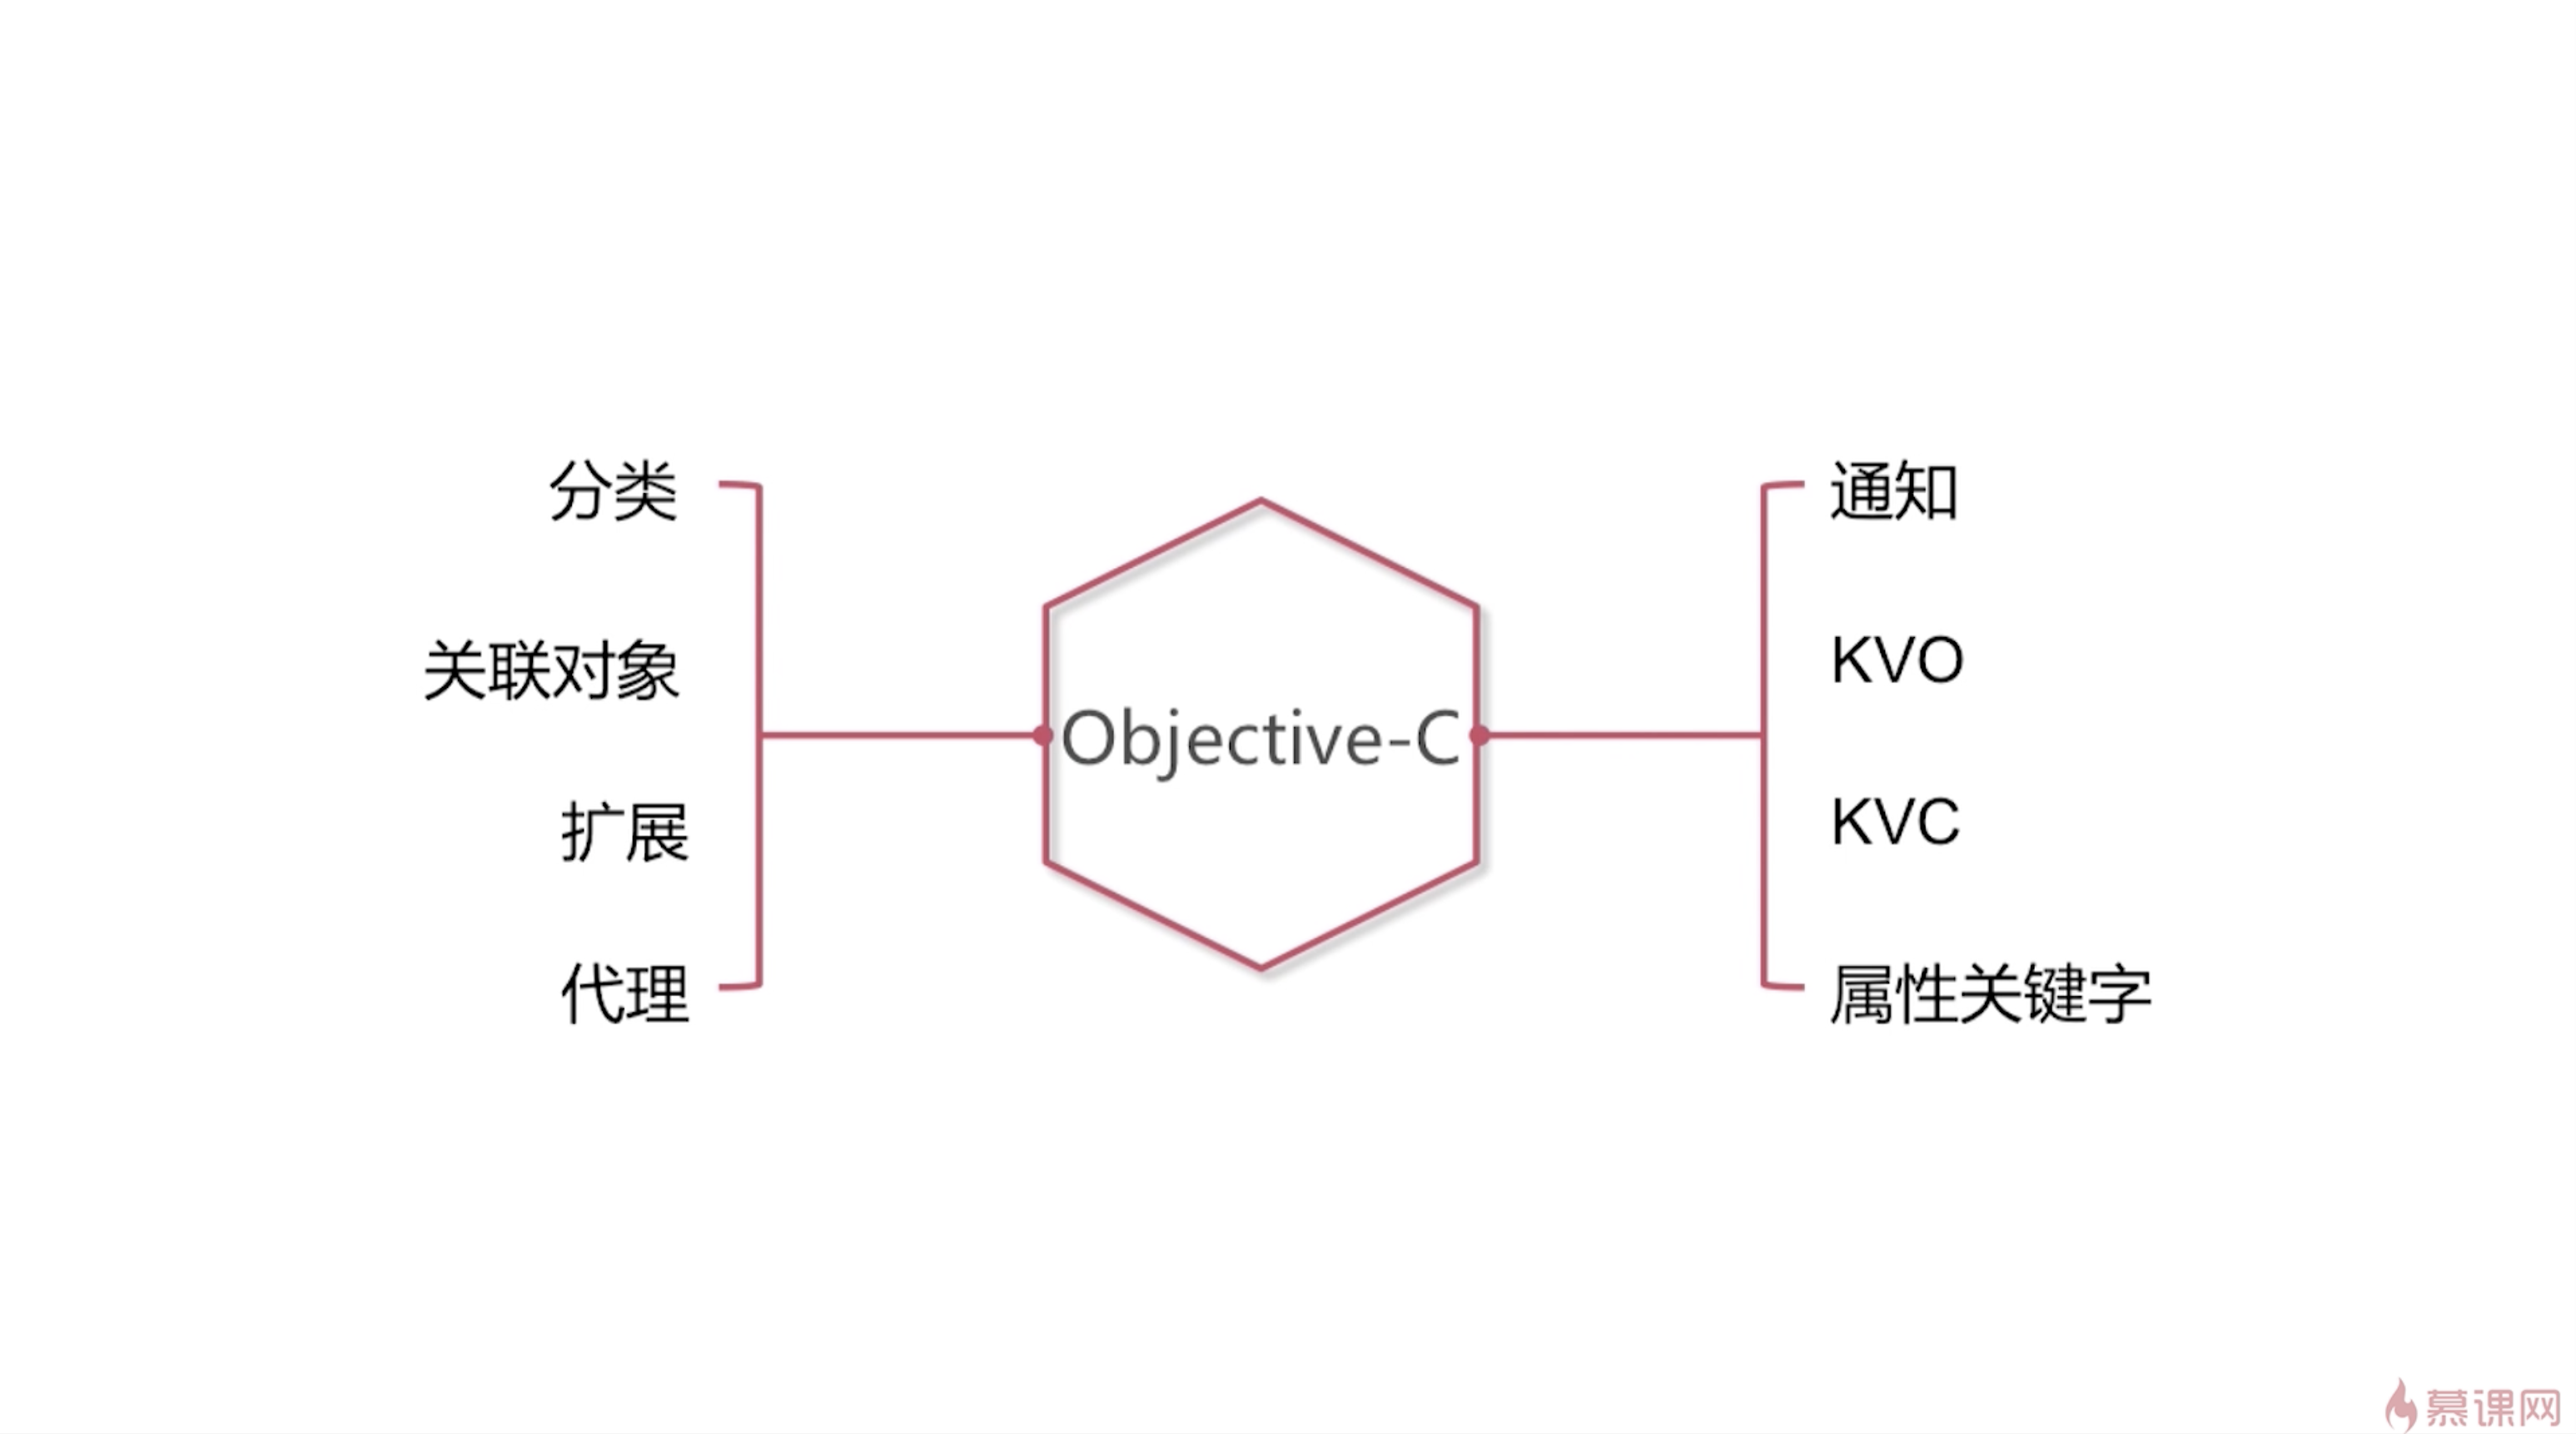 分类
关联对象
扩展
代理
Objective-C
通知
KVO
KVC
属性关键字
慕课网